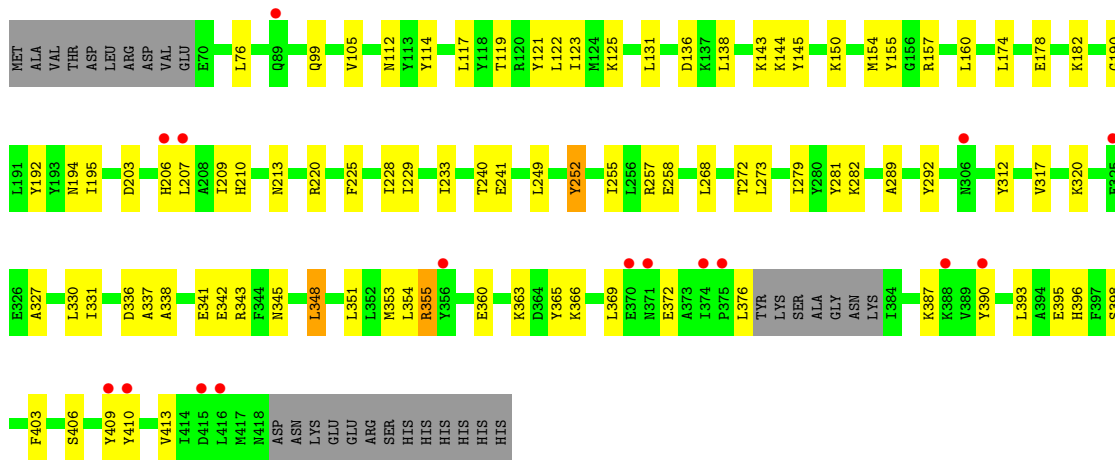 MET ALA VAL THR ASP LEU ARG ASP VAL GLU E70 L76 Q89 Q99 V105 N112 Y113 Y114 L117 Y118 T119 R120 Y121 L122 I123 M124 K125 L131 D136 K137 L138 K143 K144 Y145 K150 M154 Y155 G156 R157 L160 L174 E178 K182
L191 Y192 Y193 N194 I195 D203 H206 L207 A208 I209 H210 N213 R220 F225 I228 I229 I233 T240 E241 L249 Y252 I255 L256 R257 E258 L268 T272 L273 I279 Y280 Y281 K282 A289 Y292 N306 Y312 V317 K320
E326 A327 L330 I331 D336 A337 A338 E341 E342 R343 F344 N345 L348 L351 L352 M353 L354 R355 Y356 E360 K363 D364 Y365 K366 L369 E370 N371 E372 A373 I374 P375 L376 TYR LYS SER ALA GLY ASN LYS I384 K387 K388 V389 Y390 L393 A394 E395 H396 F397
F403 S406 Y409 Y410 V413 I414 D415 L416 M417 N418 ASP ASN LYS GLU GLU ARG SER HIS HIS HIS HIS HIS HIS